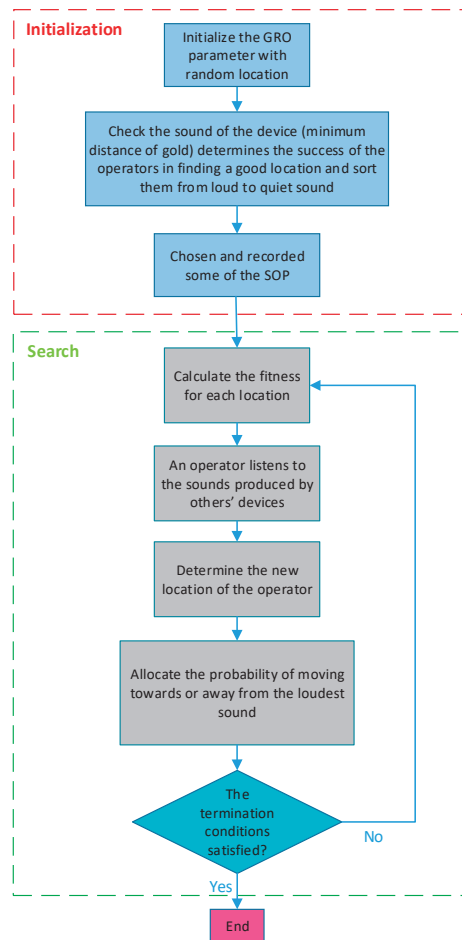 Initialization
Initialize the GRO
parameter with
random location
Check the sound of the device (minimum
distance of gold) determines the success of the
operators in finding a good location and sort
them from loud to quiet sound
Chosen and recorded
some of the SOP
Search
Calculate the fitness
for each location
An operator listens to
the sounds produced by
others’ devices
Determine the new
location of the operator
Allocate the probability of moving
towards or away from the loudest
sound
The
termination
conditions
satisfied?
No
Yes
End